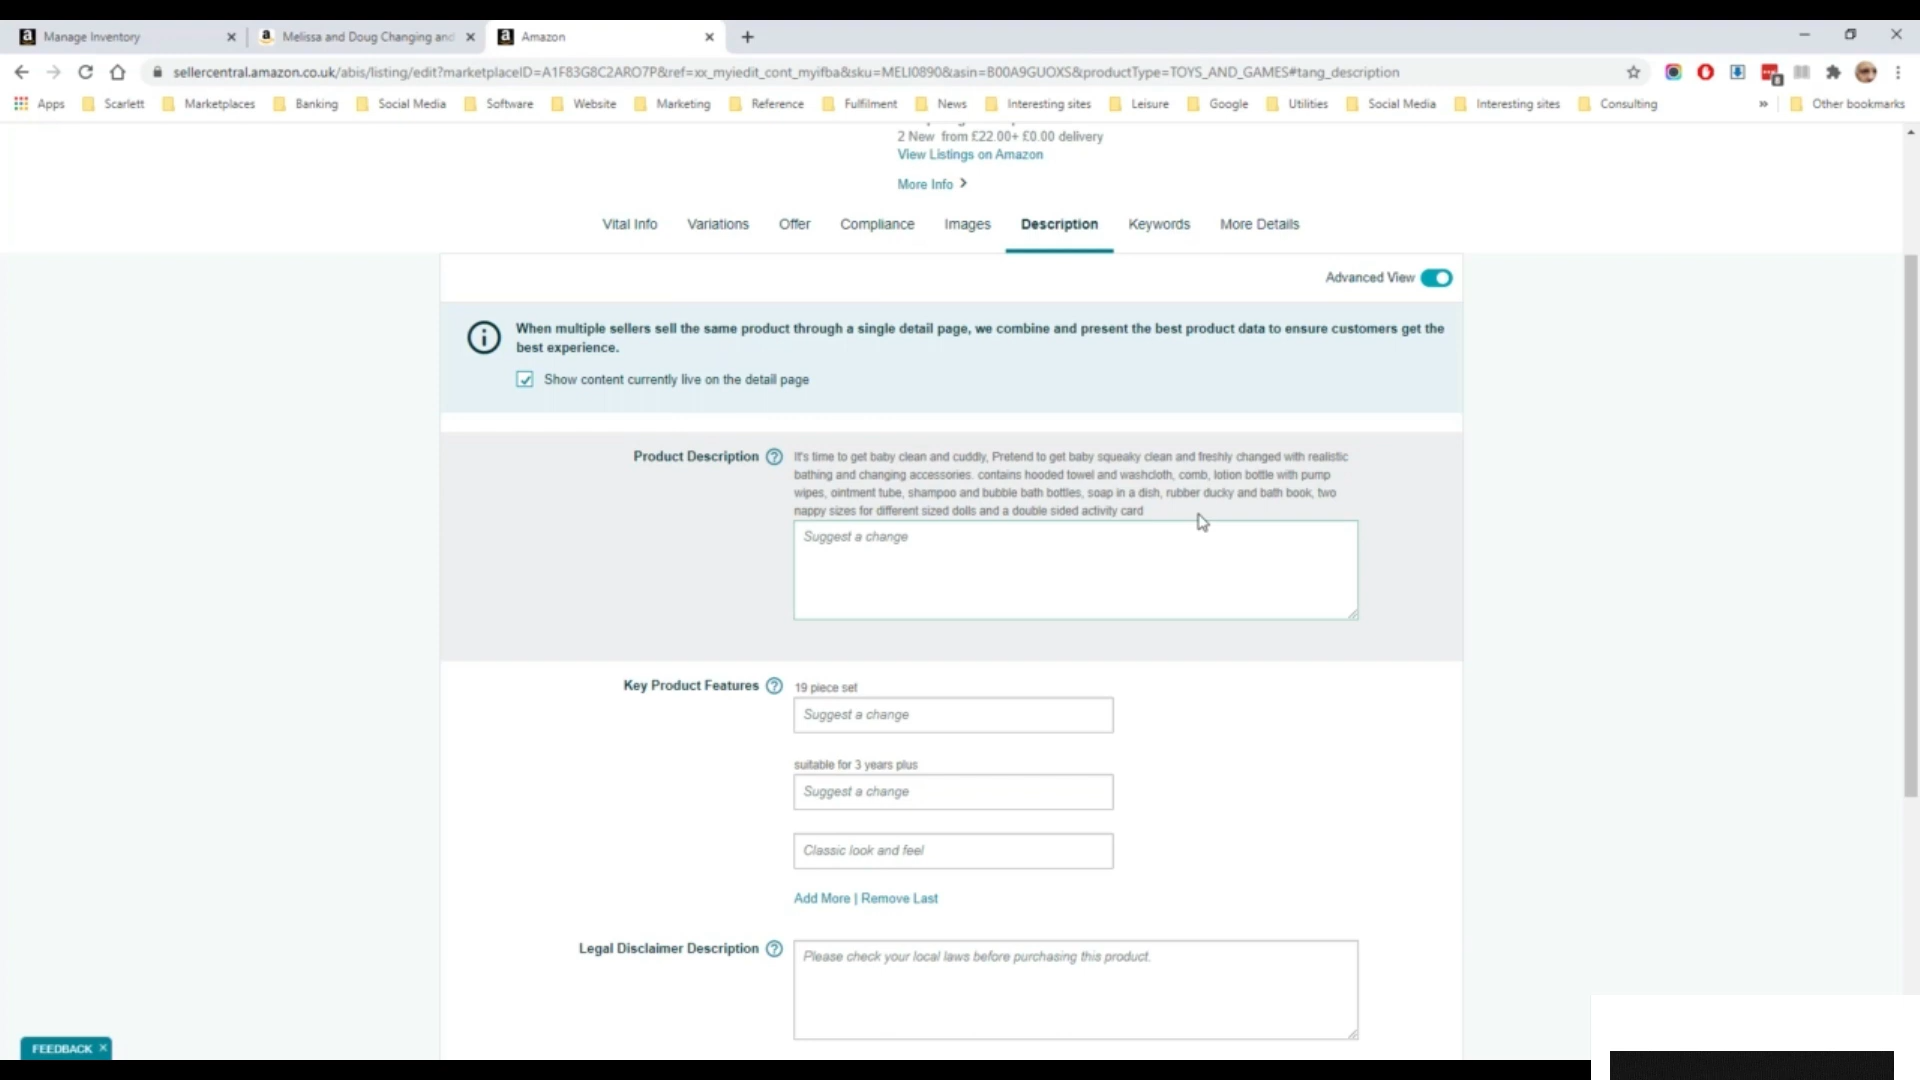 Manage Inventory
Melissa and Doug Changing and
Amazon
sellercentral.amazon.co.uk/abis/listing/edit?marketplaceID=A1F83G8C2ARO7P&ref=xx_myiedit_cont_myifba&sku=MELI0890&asin=B00A9GUOXS&productType=TOYS_AND_GAMES#tang_description
Apps Scarlett Marketplaces Banking Social Media Software Website Marketing Reference Fulfilment News Interesting sites Leisure Google Utilities Social Media Interesting sites Consulting » Other bookmarks
2 New from £22.00+ £0.00 delivery
View Listings on Amazon
More Info
Vital Info Variations Offer Compliance Images Description Keywords More Details
Advanced View
When multiple sellers sell the same product through a single detail page, we combine and present the best product data to ensure customers get the
best experience.
Show content currently live on the detail page
Product Description
It's time to get baby clean and cuddly, Pretend to get baby squeaky clean and freshly changed with realistic
bathing and changing accessories. contains hooded towel and washcloth, comb, lotion bottle with pump
wipes, ointment tube, shampoo and bubble bath bottles, soap in a dish, rubber ducky and bath book, two
nappy sizes for different sized dolls and a double sided activity card
Suggest a change
Key Product Features
19 piece set
Suggest a change
suitable for 3 years plus
Suggest a change
Classic look and feel
Add More | Remove Last
Legal Disclaimer Description
Please check your local laws before purchasing this product.
FEEDBACK